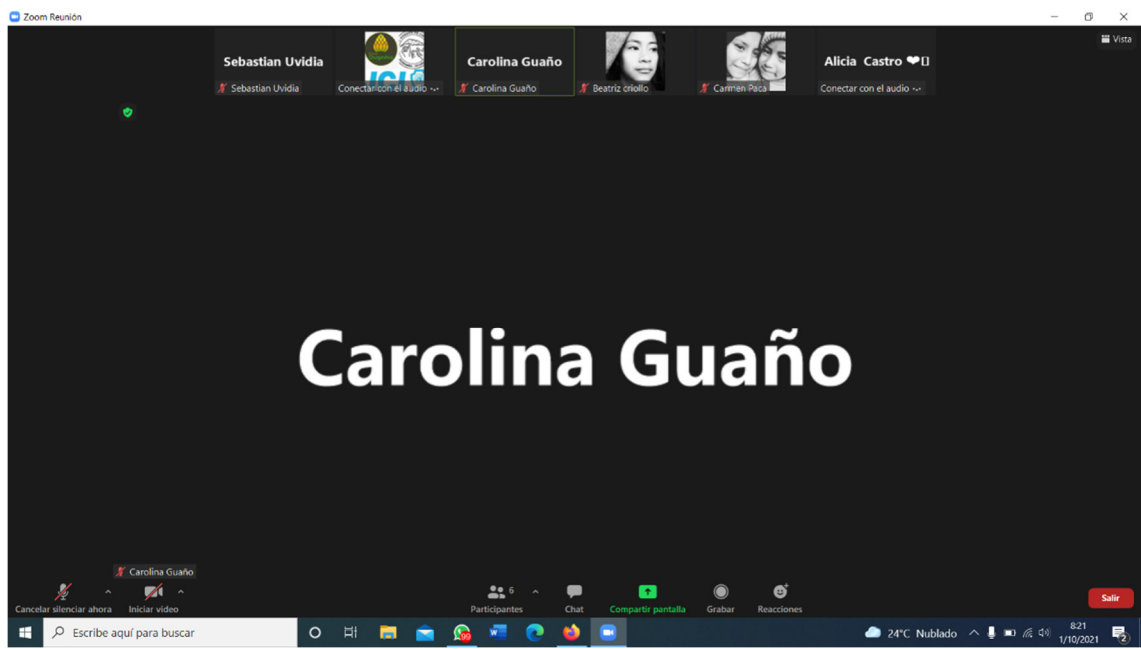 Zoom Reunión
Vista
Sebastian Uvidia
Carolina Guaño
Alicia Castro ❤
Sebastian Uvidia
Conectar con el audio
Carolina Guaño
Beatriz criollo
Carmen Paca
Conectar con el audio
Carolina Guaño
Carolina Guaño
6
Cancelar silenciar ahora
Iniciar video
Participantes
Chat
Compartir pantalla
Grabar
Reacciones
Salir
Escribe aquí para buscar
99
24°C Nublado
8:21
1/10/2021
2